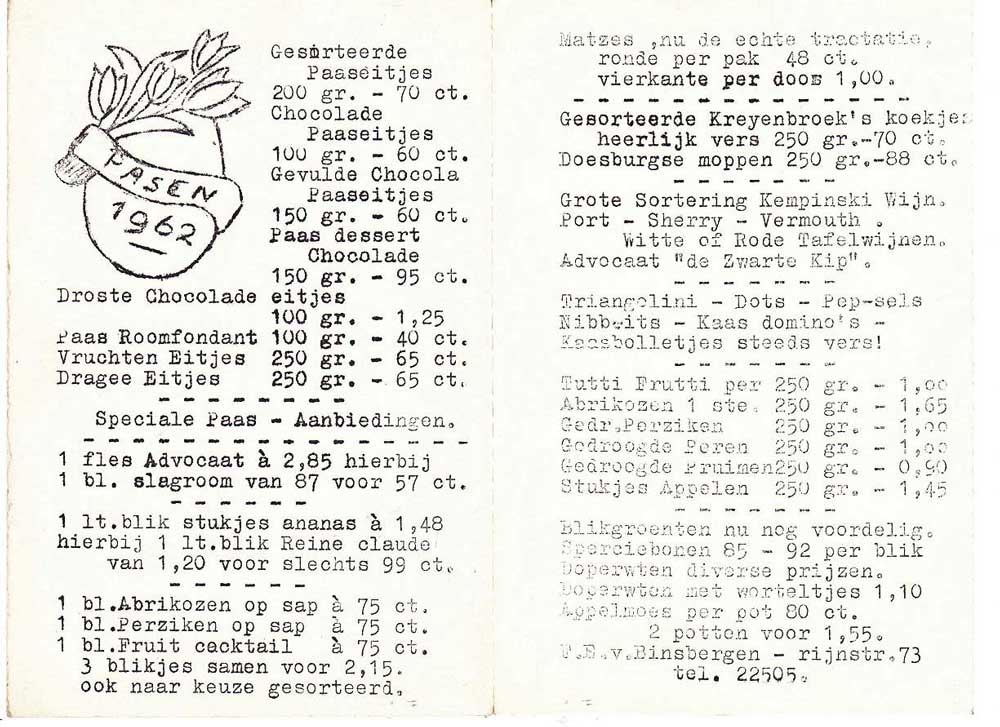 PASEN
1962
Gesorteerde
Paaseitjes
200 gr. - 70 ct.
Chocolade
Paaseitjes
100 gr. - 60 ct.
Gevulde Chocola
Paaseitjes
150 gr. - 60 ct.
Paas dessert
Chocolade
150 gr. - 95 ct.
Droste Chocolade eitjes
100 gr. - 1,25
Paas Roomfondant 100 gr. - 40 ct.
Vruchten Eitjes 250 gr. - 65 ct.
Dragee Eitjes 250 gr. - 65 ct.
- - - - - - -
Speciale Paas - Aanbiedingen.
- - - - - - - - - - - - - - - - - - -
1 fles Advocaat à 2,85 hierbij
1 bl. slagroom van 87 voor 57 ct.
- - - - - -
1 lt.blik stukjes ananas à 1,48
hierbij 1 lt.blik Reine claude
van 1,20 voor slechts 99 ct.
- - - - - -
1 bl.Abrikozen op sap à 75 ct.
1 bl.Perziken op sap à 75 ct.
1 bl.Fruit cocktail à 75 ct.
3 blikjes samen voor 2,15.
ook naar keuze gesorteerd.
Matzes ,nu de echte tractatie,
ronde per pak 48 ct.
vierkante per doos 1,00.
- - - - - - - - - - - - - - - -
Gesorteerde Kreyenbroek's koekjes
heerlijk vers 250 gr.-70 ct.
Doesburgse moppen 250 gr.-88 ct.
- - - - - - -
Grote Sortering Kempinski Wijn.
Port - Sherry - Vermouth .
Witte of Rode Tafelwijnen.
Advocaat "de Zwarte Kip".
- - - - - - -
Triangolini - Dots - Pep-sels
Nibbits - Kaas domino's -
Kaasbolletjes steeds vers!
- - - - - - -
Tutti Frutti per 250 gr. - 1,00
Abrikozen 1 ste. 250 gr. - 1,65
Gedr.Perziken 250 gr. - 1,00
Gedroogde Peren 250 gr. - 1,00
Gedroogde Pruimen250 gr. - 0,90
Stukjes Appelen 250 gr. - 1,45
- - - - - - -
Blikgroenten nu nog voordelig.
Sperciebonen 85 - 92 per blik
Doperwten diverse prijzen.
Doperwten met worteltjes 1,10
Appelmoes per pot 80 ct.
2 potten voor 1,55.
v.Binsbergen - rijnstr.73
tel. 22505.